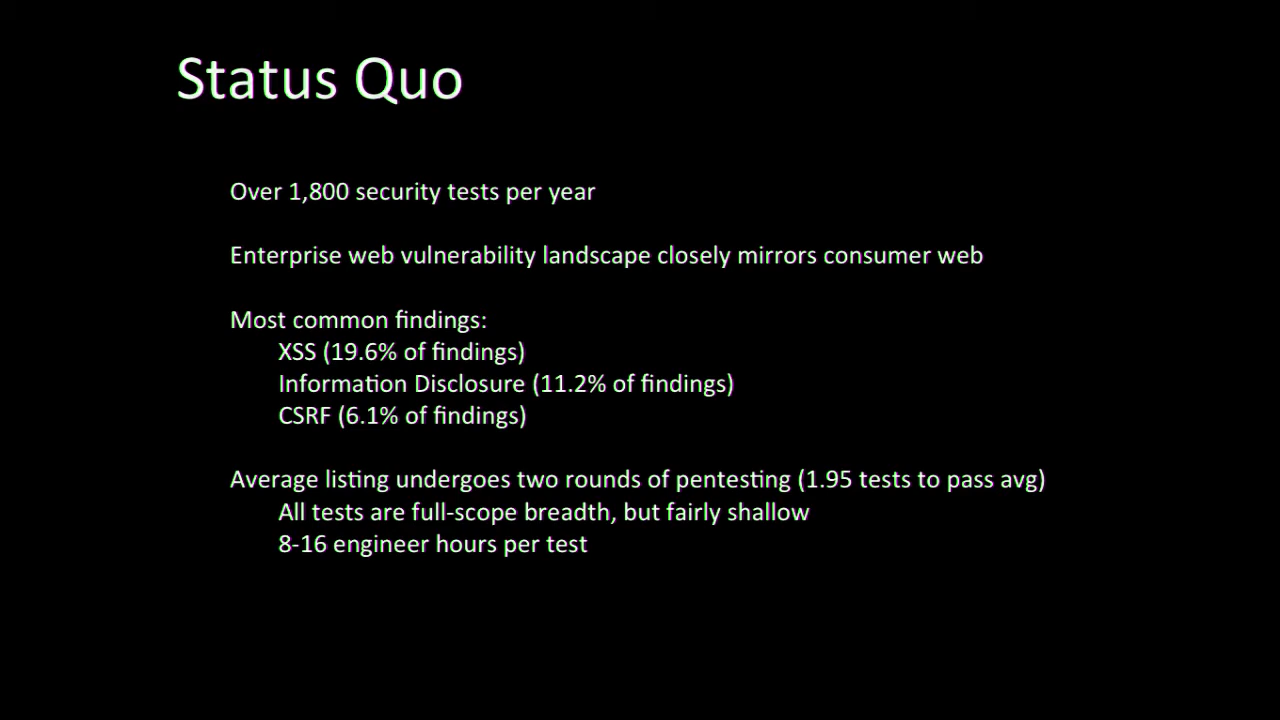 Status Quo
Over 1,800 security tests per year
Enterprise web vulnerability landscape closely mirrors consumer web
Most common findings:
XSS (19.6% of findings)
Information Disclosure (11.2% of findings)
CSRF (6.1% of findings)
Average listing undergoes two rounds of pentesting (1.95 tests to pass avg)
All tests are full-scope breadth, but fairly shallow
8-16 engineer hours per test